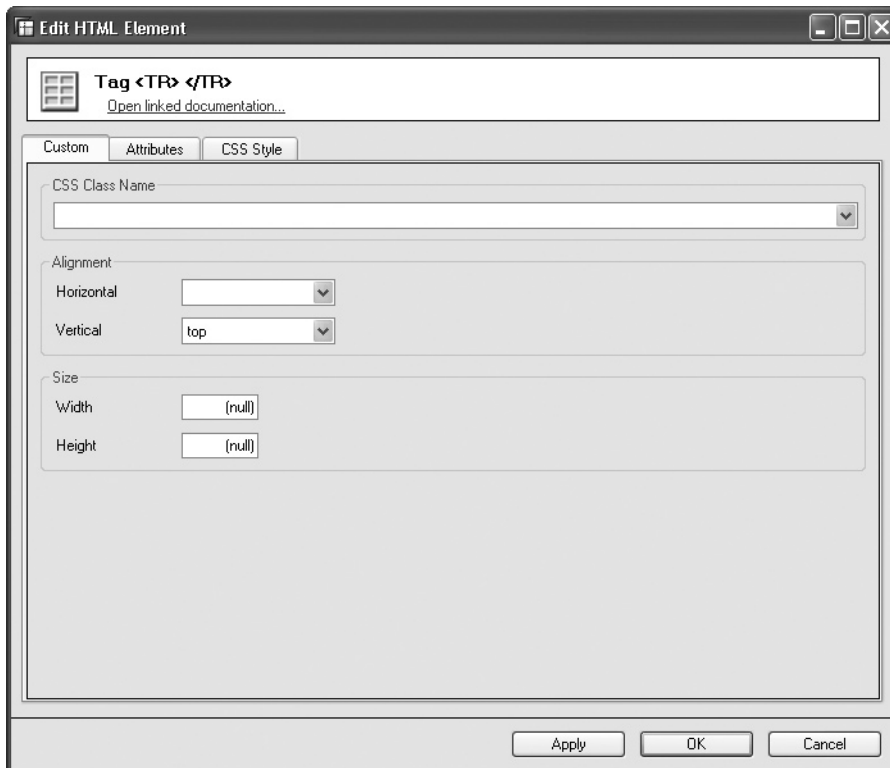 Edit HTML Element
Tag <TR> </TR>
Open linked documentation...
Custom Attributes CSS Style
CSS Class Name
Alignment
Horizontal
Vertical top
Size
Width (null)
Height (null)
Apply OK Cancel